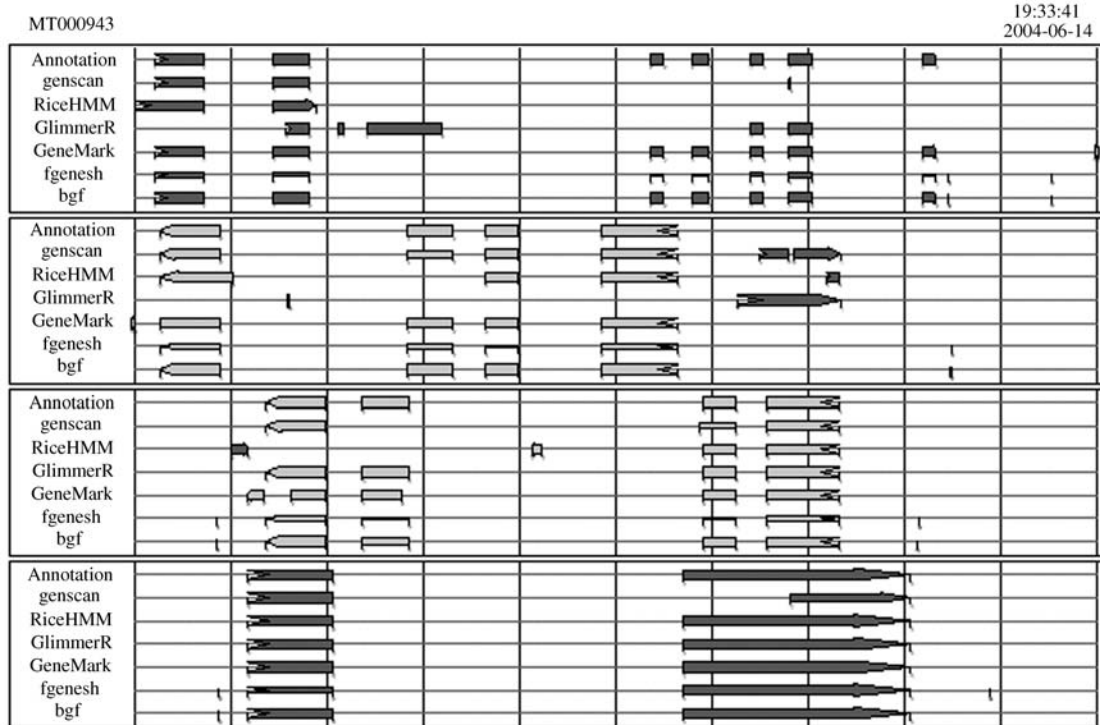 MT000943
19:33:41
2004-06-14
Annotation
genscan
RiceHMM
GlimmerR
GeneMark
fgenesh
bgf
Annotation
genscan
RiceHMM
GlimmerR
GeneMark
fgenesh
bgf
Annotation
genscan
RiceHMM
GlimmerR
GeneMark
fgenesh
bgf
Annotation
genscan
RiceHMM
GlimmerR
GeneMark
fgenesh
bgf